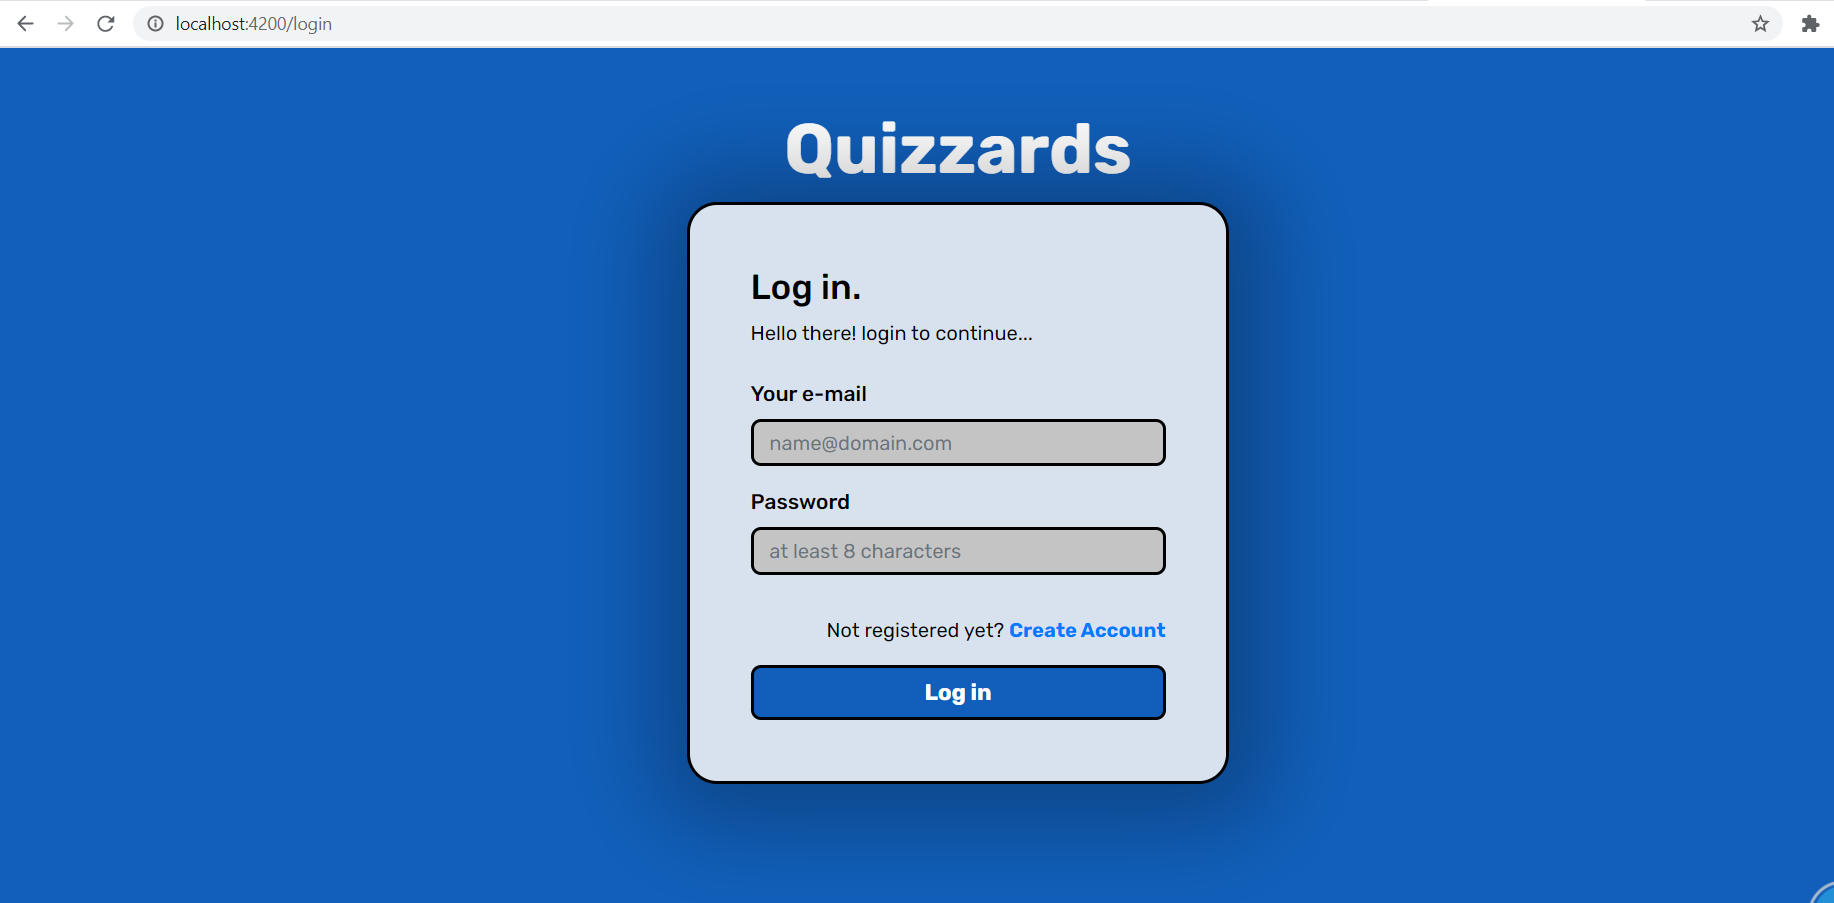 localhost:4200/login
Quizzards
Log in.
Hello there! login to continue...
Your e-mail
name@domain.com
Password
at least 8 characters
Not registered yet? Create Account
Log in